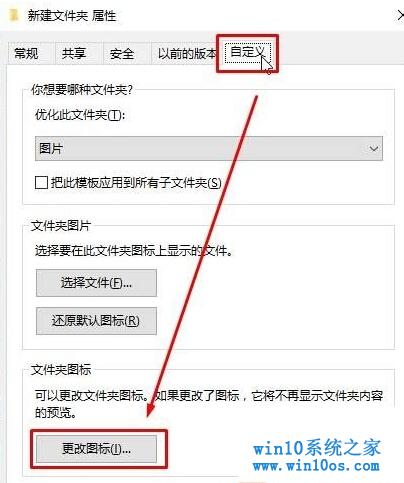 新建文件夹 属性
常规 共享 安全 以前的版本 自定义
你想要哪种文件夹?
优化此文件夹(T):
图片
把此模板应用到所有子文件夹(S)
文件夹图片
选择要在此文件夹图标上显示的文件。
选择文件(F)...
还原默认图标(R)
文件夹图标
可以更改文件夹图标。如果更改了图标，它将不再显示文件夹内容
的预览。
更改图标(I)...
win10系统之家
www.win10os.com